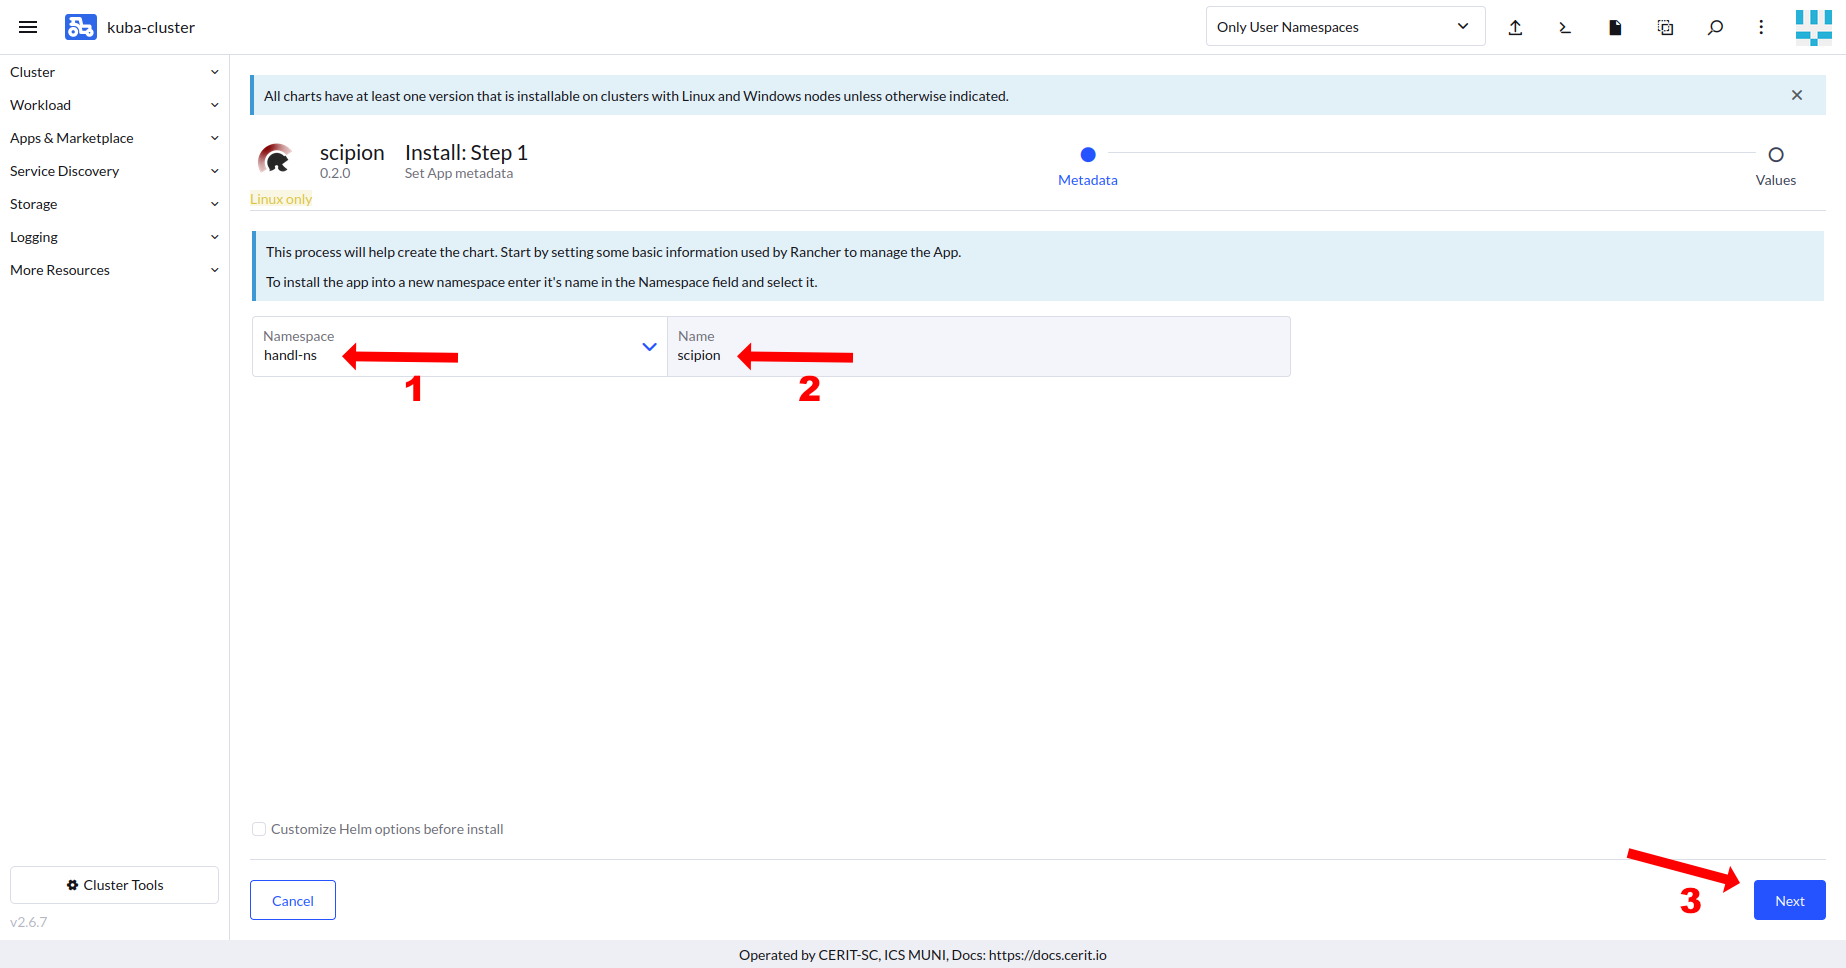 kuba-cluster
Only User Namespaces
Cluster
Workload
Apps & Marketplace
Service Discovery
Storage
Logging
More Resources
All charts have at least one version that is installable on clusters with Linux and Windows nodes unless otherwise indicated.
scipion
0.2.0
Linux only
Install: Step 1
Set App metadata
Metadata
Values
This process will help create the chart. Start by setting some basic information used by Rancher to manage the App.
To install the app into a new namespace enter it's name in the Namespace field and select it.
Namespace
handl-ns
1
Name
scipion
2
Customize Helm options before install
Cancel
3
Next
Cluster Tools
v2.6.7
Operated by CERIT-SC, ICS MUNI, Docs: https://docs.cerit.io